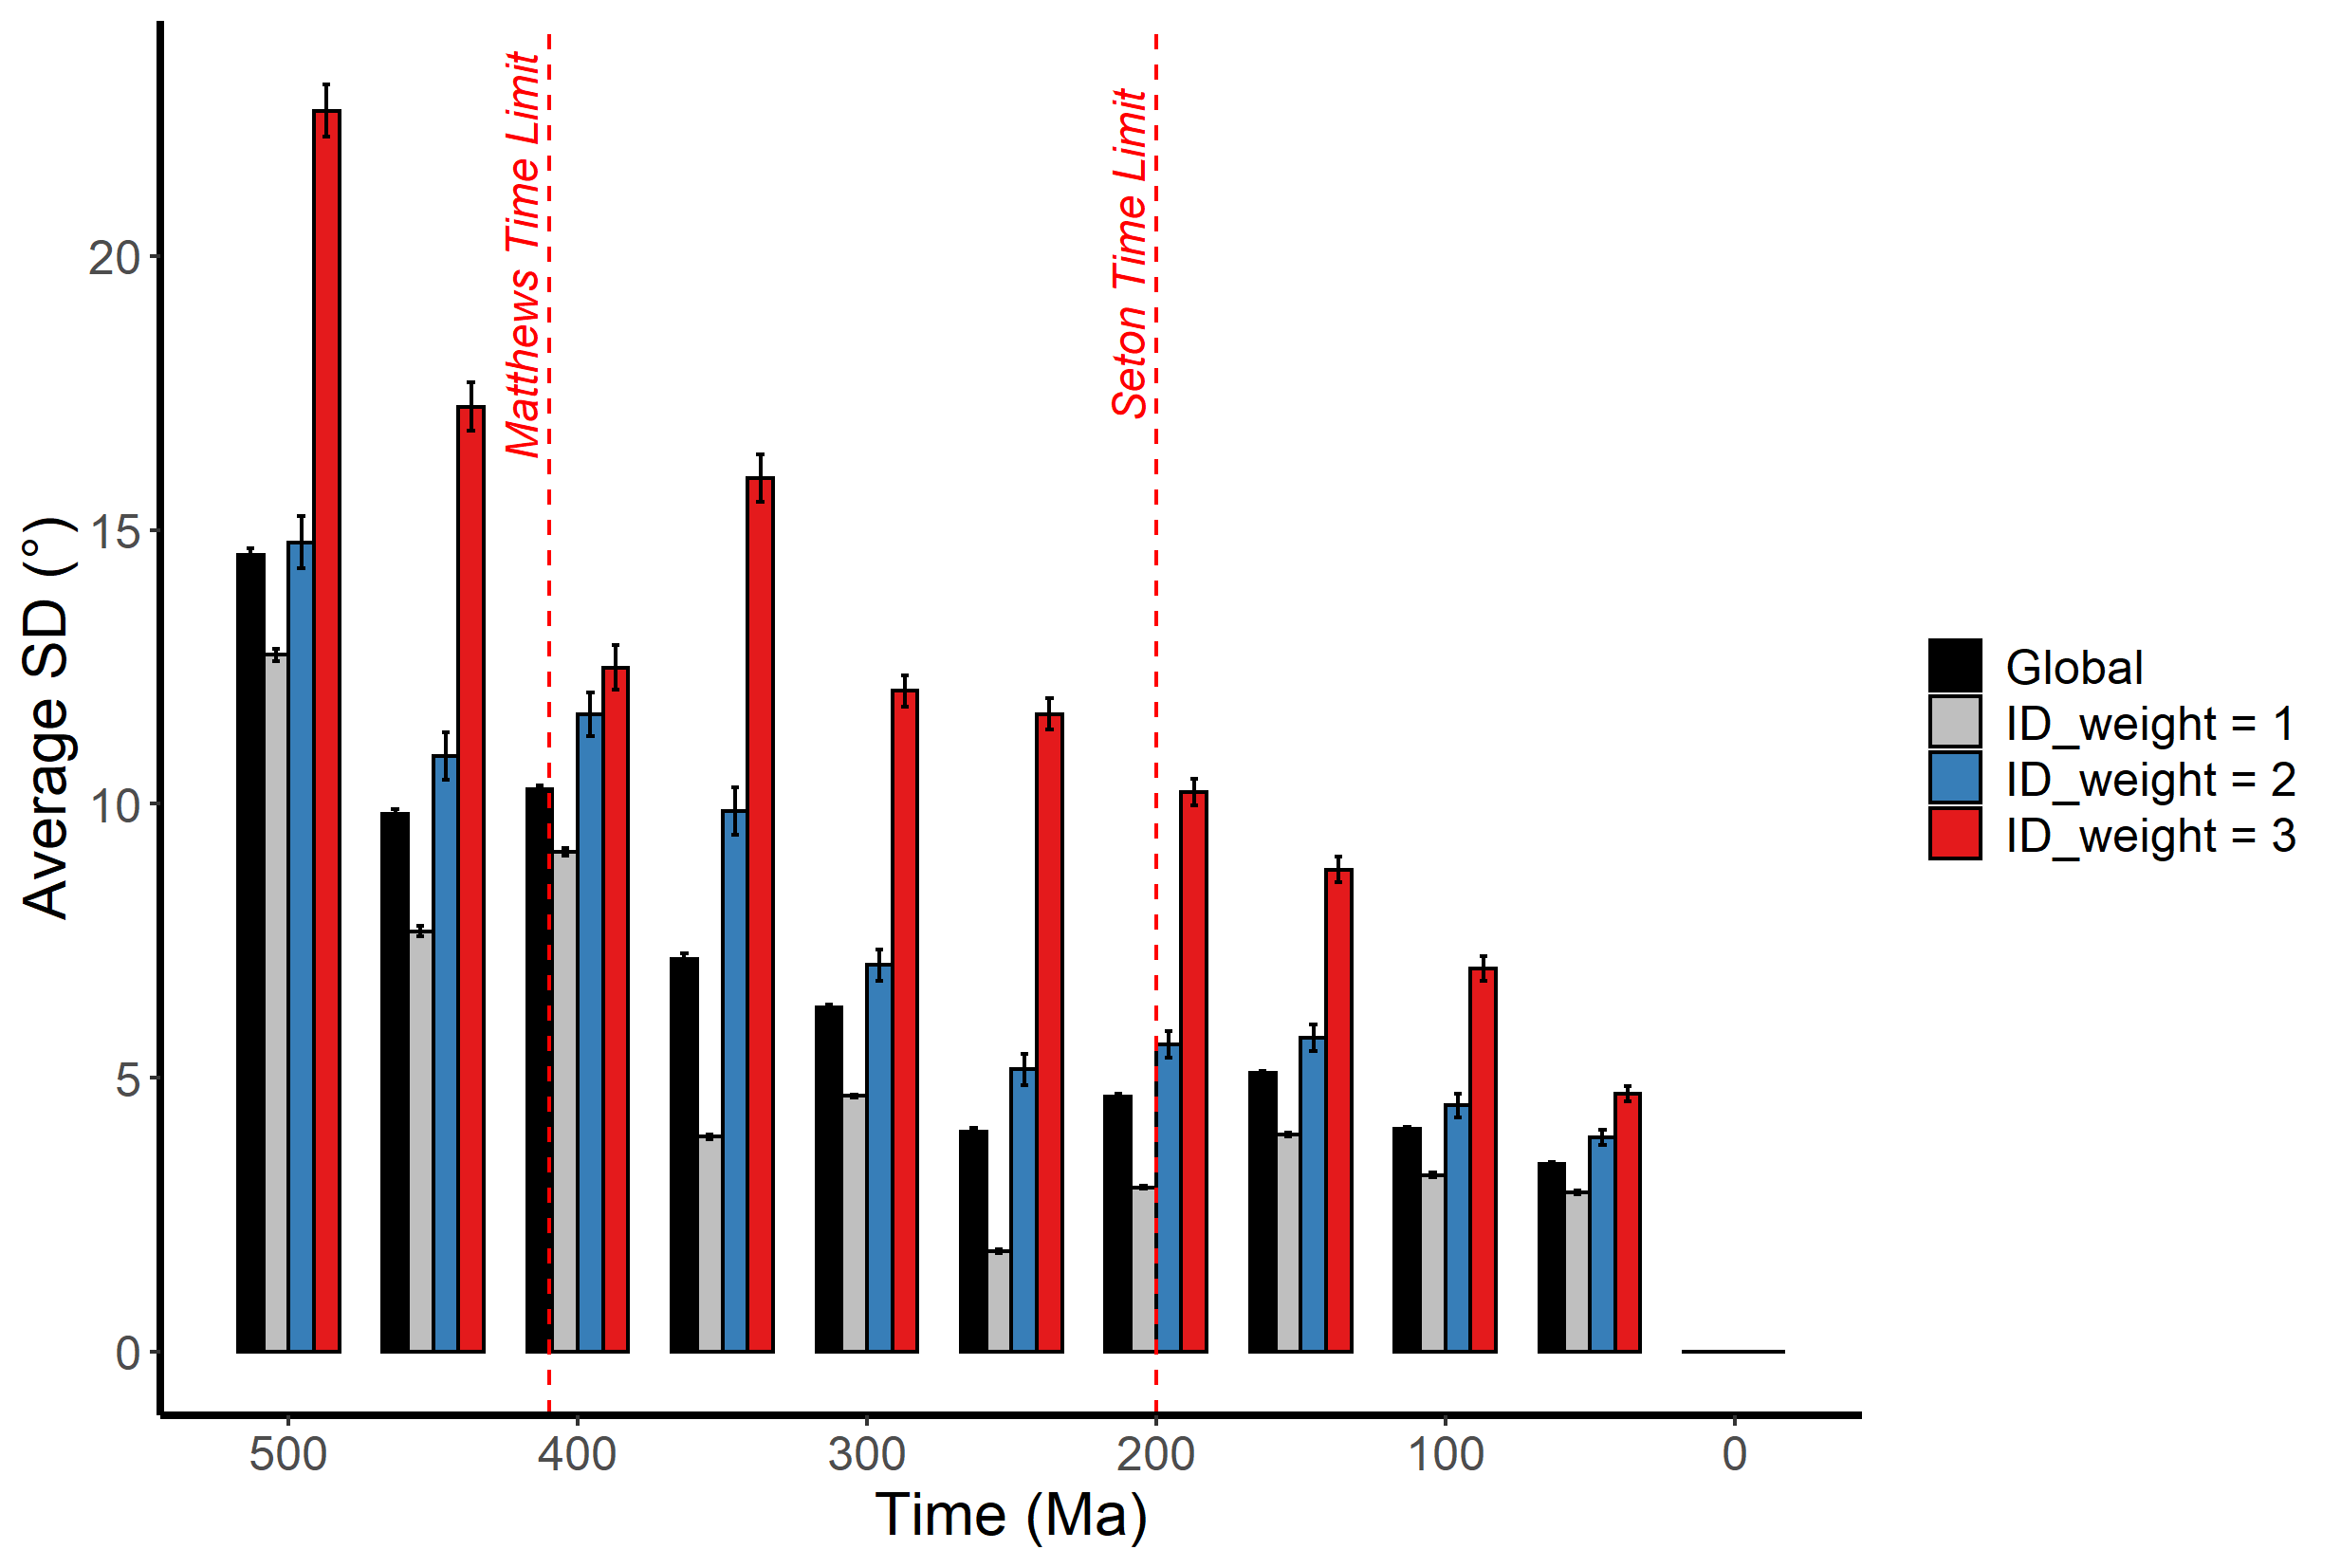 Average SD (°)
20
15
10
5
0
Matthews Time Limit
Seton Time Limit
500
400
300
200
100
0
Time (Ma)
Global
ID_weight = 1
ID_weight = 2
ID_weight = 3